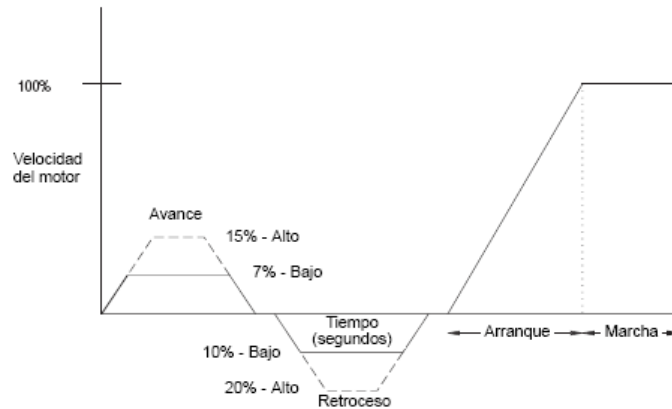 100%
Velocidad
del motor
Avance
15% - Alto
7% - Bajo
Tiempo
(segundos)
10% - Bajo
20% - Alto
Retroceso
Arranque
Marcha